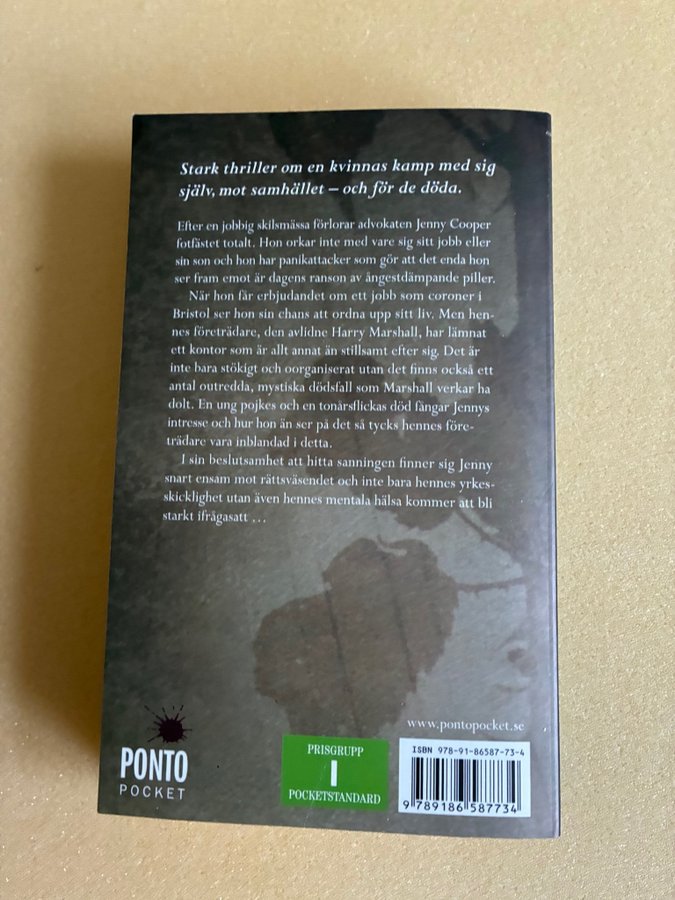 Stark thriller om en kvinnas kamp med sig
själv, mot samhället – och för de döda.
Efter en jobbig skilsmässa förlorar advokaten Jenny Cooper
fotfästet totalt. Hon orkar inte med vare sig sitt jobb eller
sin son och hon har panikattacker som gör att det enda hon
ser fram emot är dagens ranson av ångestdämpande piller.
När hon får erbjudandet om ett jobb som coroner i
Bristol ser hon sin chans att ordna upp sitt liv. Men hen-
nes företrädare, den avlidne Harry Marshall, har lämnat
ett kontor som är allt annat än stillsamt efter sig. Det är
inte bara stökigt och oorganiserat utan det finns också ett
antal outredda, mystiska dödsfall som Marshall verkar ha
dolt. En ung pojkes och en tonårsflickas död fångar Jennys
intresse och hur hon än ser på det så tycks hennes före-
trädare vara inblandad i detta.
I sin beslutsamhet att hitta sanningen finner sig Jenny
snart ensam mot rättsväsendet och inte bara hennes yrkes-
skicklighet utan även hennes mentala hälsa kommer att bli
starkt ifrågasatt ...
www.pontopocket.se
PONTO
POCKET
PRISGRUPP
I
POCKETSTANDARD
ISBN 978-91-86587-73-4
9 789186 587734